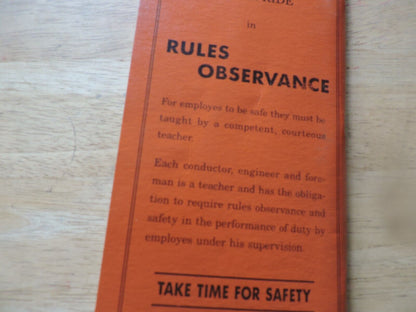 in
RULES
OBSERVANCE
For employes to be safe they must be
taught by a competent, courteous
teacher.
Each conductor, engineer and fore-
man is a teacher and has the obliga-
tion to require rules observance and
safety in the performance of duty by
employes under his supervision.
TAKE TIME FOR SAFETY